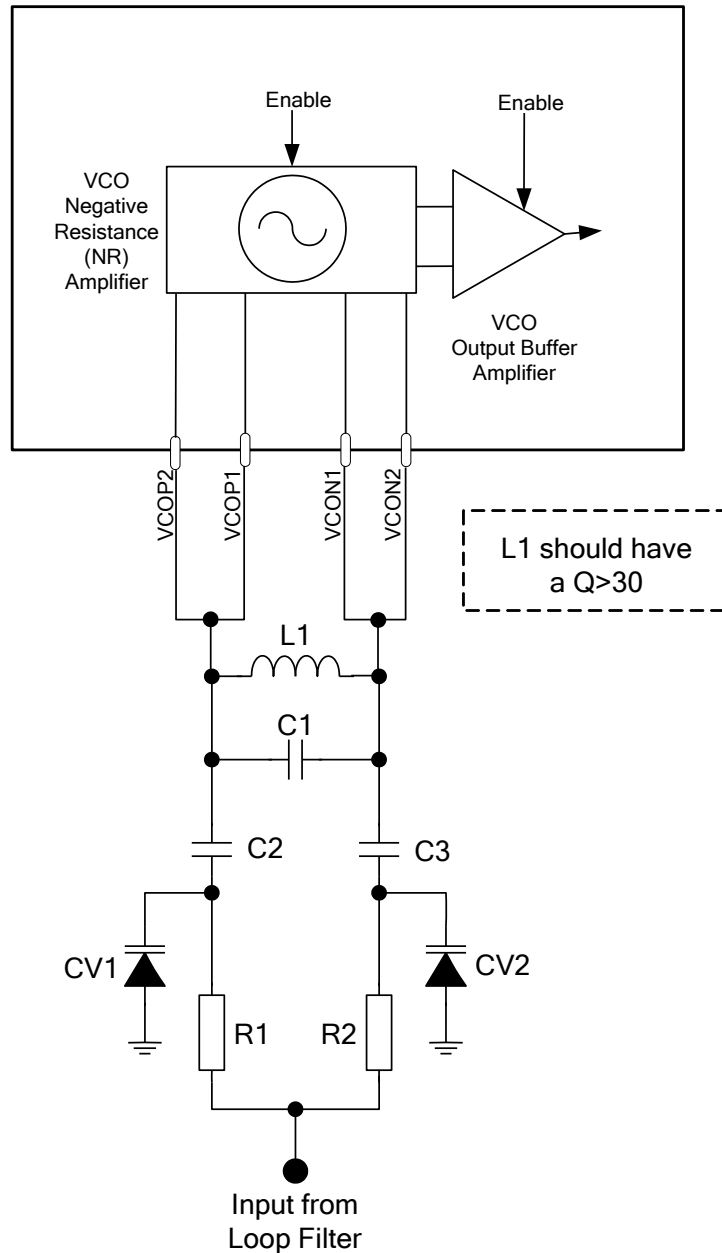 Enable
Enable
VCO
Negative
Resistance
(NR)
Amplifier
VCO
Output Buffer
Amplifier
VCOP2
VCOP1
VCON1
VCON2
L1 should have
a Q>30
L1
C1
C2
C3
CV1
CV2
R1
R2
Input from
Loop Filter